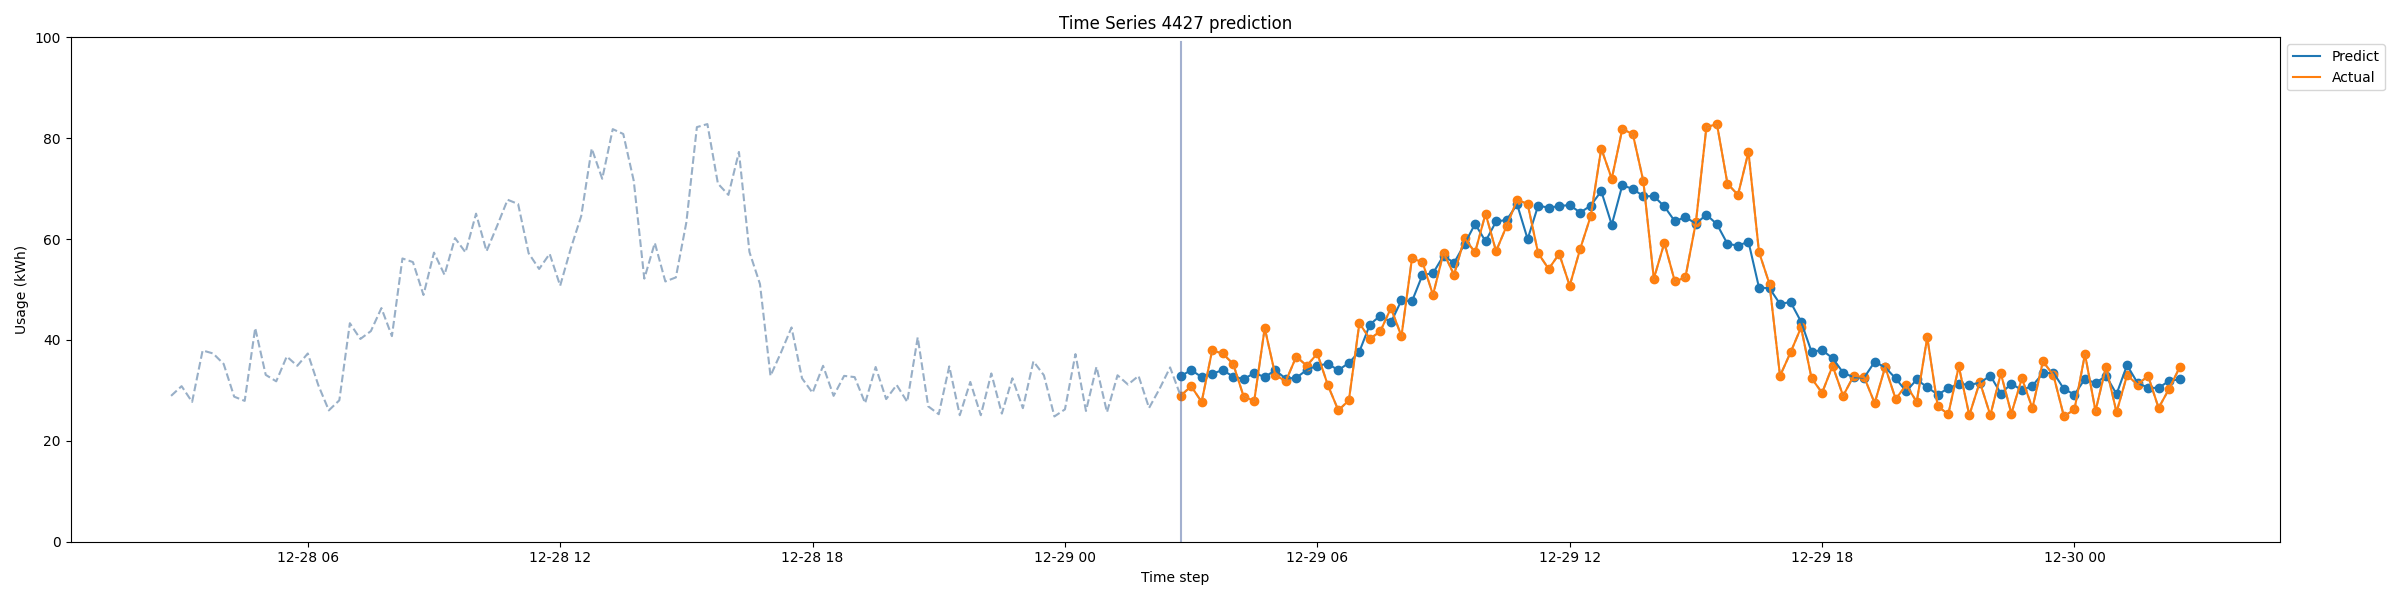 Time Series 4427 prediction
100
80
60
40
20
0
Usage (kWh)
12-28 06
12-28 12
12-28 18
12-29 00
12-29 06
12-29 12
12-29 18
12-30 00
Time step
Predict
Actual